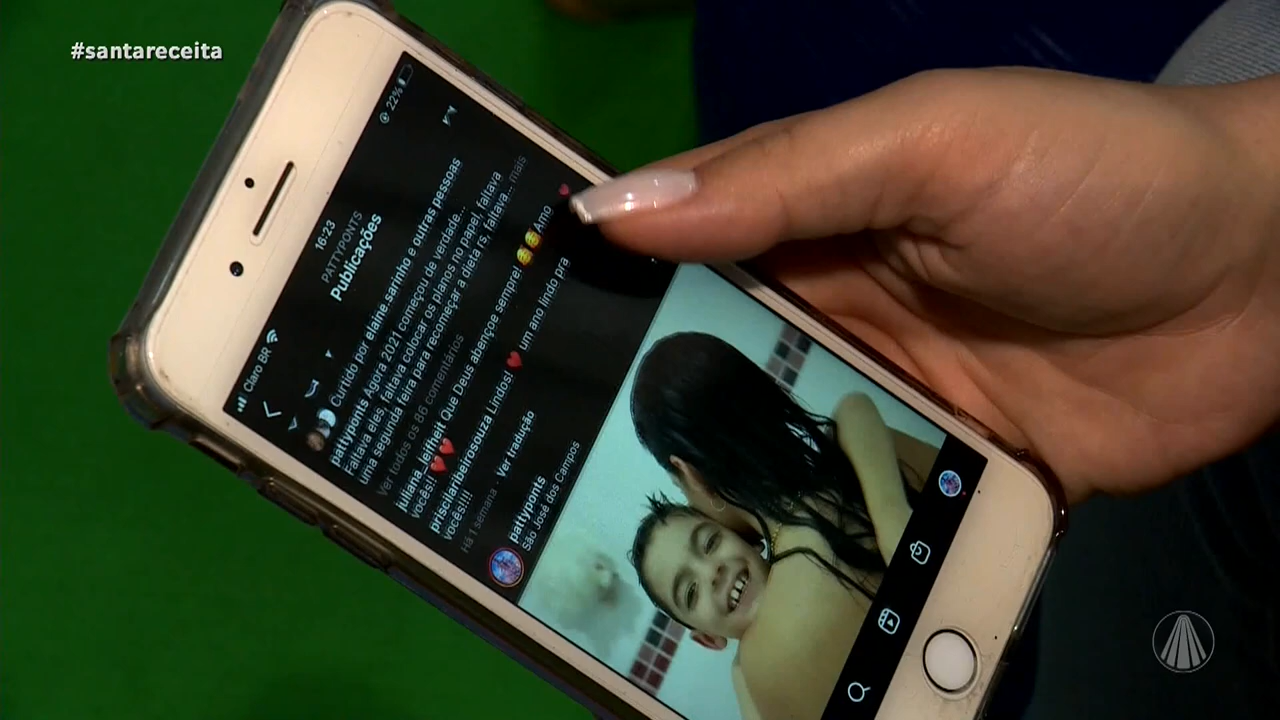 #santareceita
Claro BR
16:23
22%
PATTYPONTS
Publicações
Curtido por elaine.sarinho e outras pessoas
pattyponts Agora 2021 começou de verdade...
Faltava eles, faltava colocar os planos no papel, faltava
uma segunda feira para recomeçar a dieta rs, faltava... mais
Ver todos os 86 comentários
juliana_leifheit Que Deus abençoe sempre! 😍😍Amo
vocês!! ❤️❤️
priscilaribeirossouza Lindos! ❤️ um ano lindo pra
vocês!!!!
Há 1 semana · Ver tradução
pattyponts
São José dos Campos